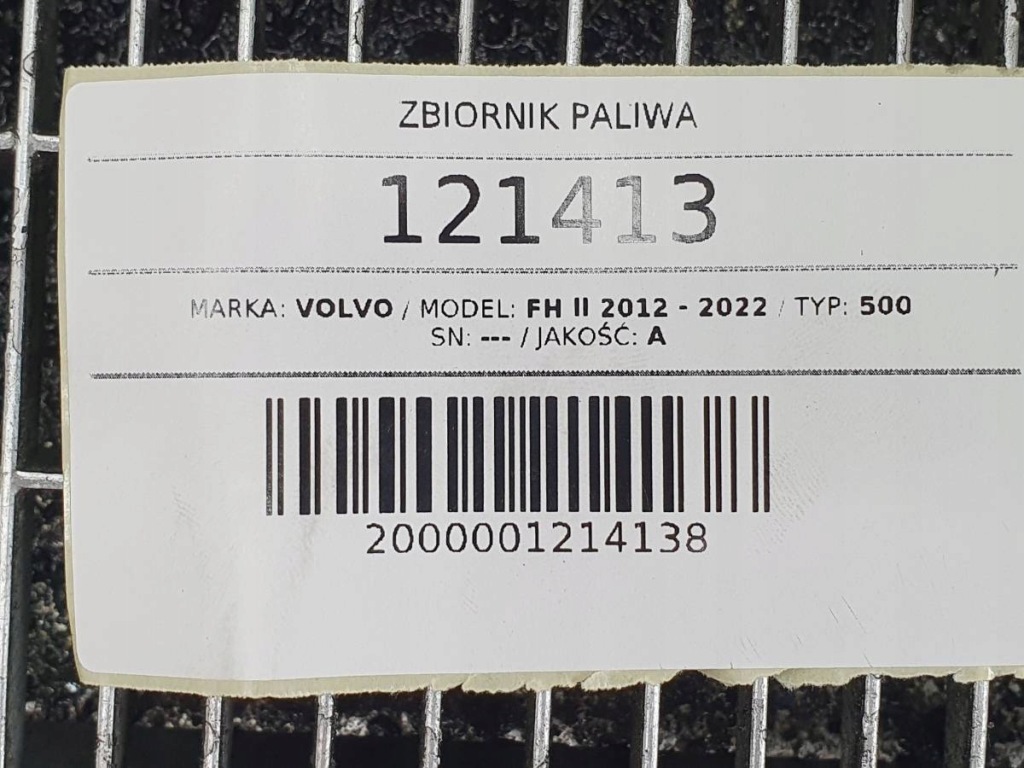 ZBIORNIK PALIWA
121413
MARKA: VOLVO / MODEL: FH II 2012 - 2022 / TYP: 500
SN: --- / JAKOŚĆ: A
2000001214138